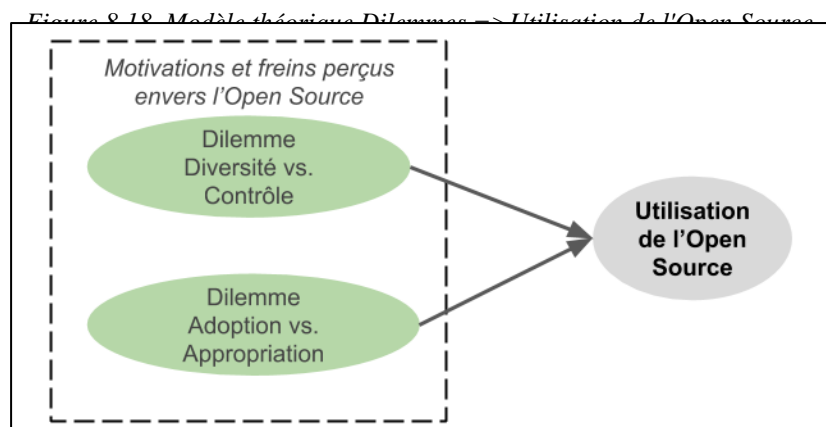 Figure 8.18. Modèle théorique Dilemmes => Utilisation de l'Open Source
Motivations et freins perçus
envers l'Open Source
Dilemme
Diversité vs.
Contrôle
Dilemme
Adoption vs.
Appropriation
Utilisation
de l'Open
Source